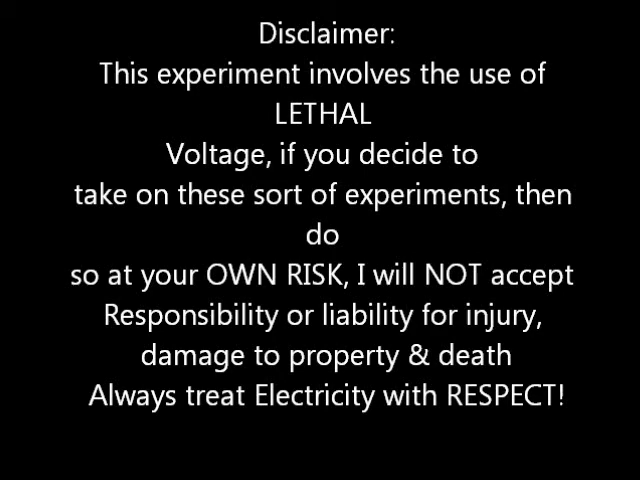 Disclaimer:
This experiment involves the use of
LETHAL
Voltage, if you decide to
take on these sort of experiments, then
do
so at your OWN RISK, I will NOT accept
Responsibility or liability for injury,
damage to property & death
Always treat Electricity with RESPECT!